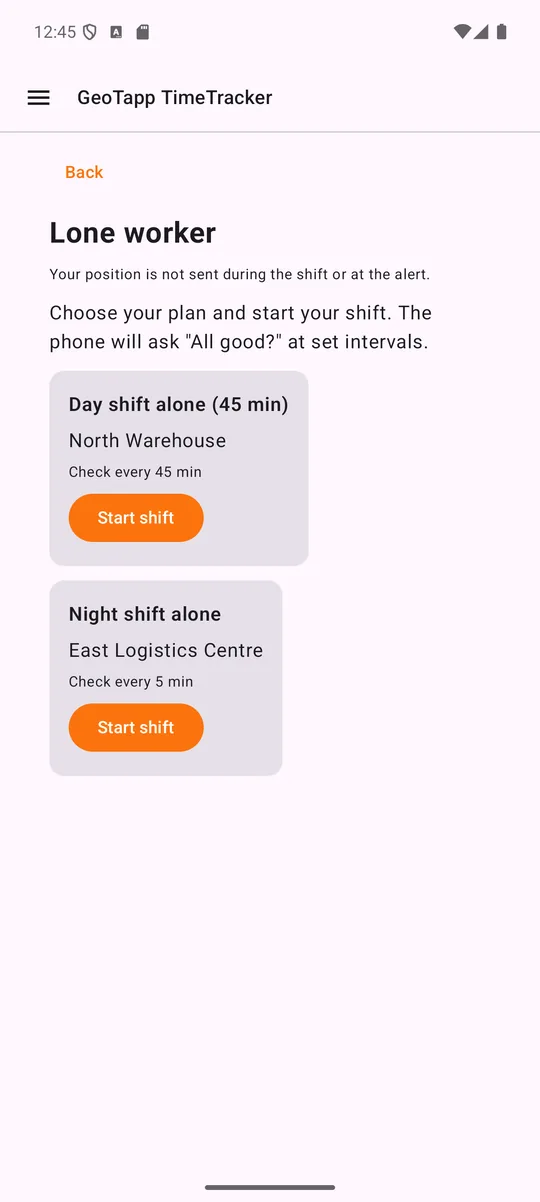 12:45
GeoTapp TimeTracker
Back
Lone worker
Your position is not sent during the shift or at the alert.
Choose your plan and start your shift. The
phone will ask "All good?" at set intervals.
Day shift alone (45 min)
North Warehouse
Check every 45 min
Start shift
Night shift alone
East Logistics Centre
Check every 5 min
Start shift